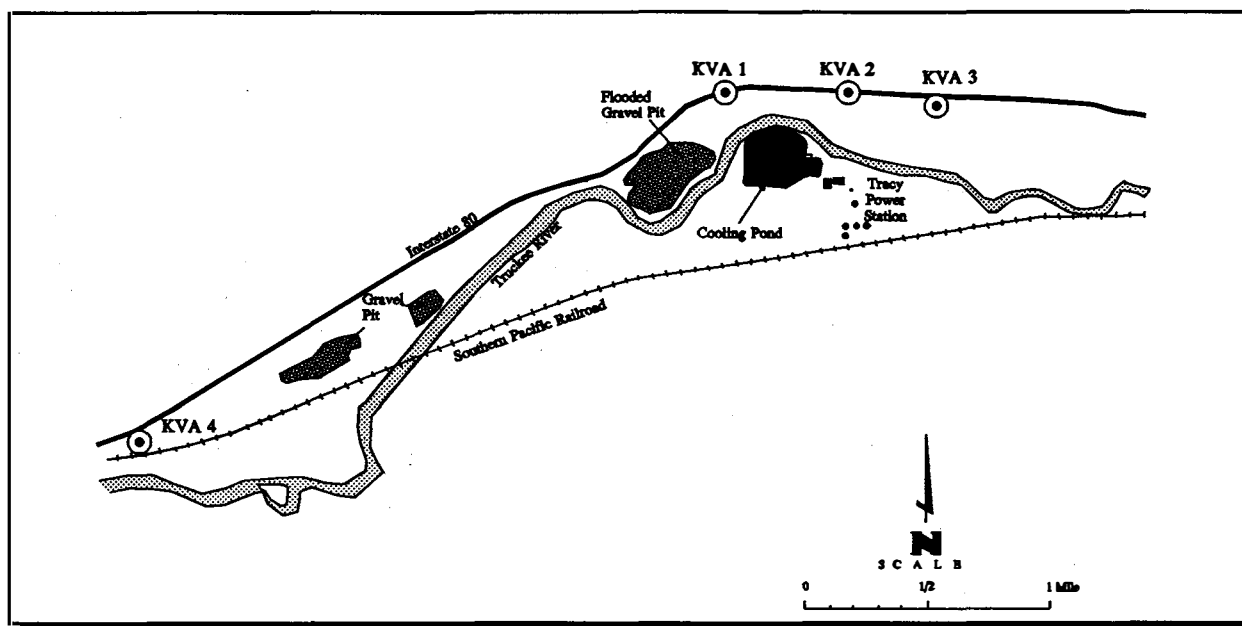 KVA 1
KVA 2
KVA 3
Flooded
Gravel Pit
Tracy
Power
Station
Cooling Pond
Interstate 80
Truckee River
Gravel
Pit
Southern Pacific Railroad
KVA 4
N
SCALE
0
1/2
1 Mile